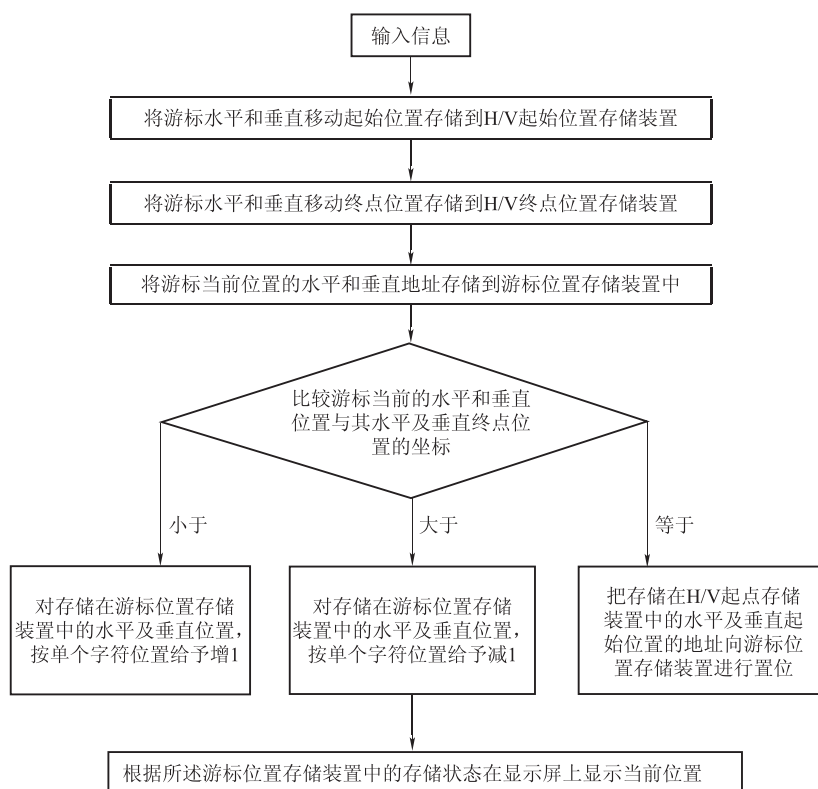 输入信息
将游标水平和垂直移动起始位置存储到H/V起始位置存储装置
将游标水平和垂直移动终点位置存储到H/V终点位置存储装置
将游标当前位置的水平和垂直地址存储到游标位置存储装置中
比较游标当前的水平和垂直
位置与其水平及垂直终点位
置的坐标
小于
大于
等于
对存储在游标位置存储
装置中的水平及垂直位置，
按单个字符位置给予增1
对存储在游标位置存储
装置中的水平及垂直位置，
按单个字符位置给予减1
把存储在H/V起点存储
装置中的水平及垂直起
始位置的地址向游标位
置存储装置进行置位
根据所述游标位置存储装置中的存储状态在显示屏上显示当前位置